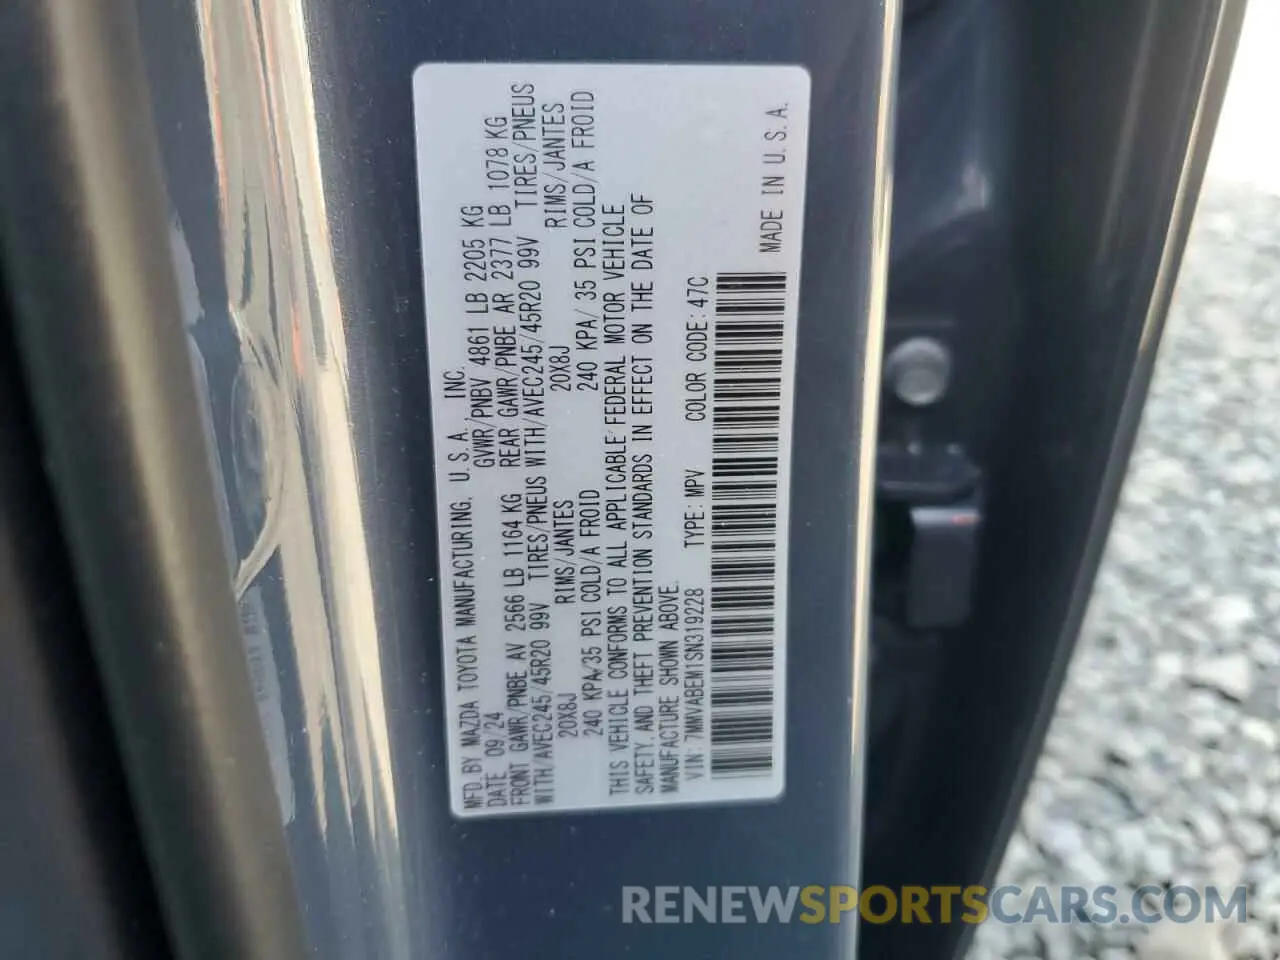 MFD.BY MAZDA TOYOTA MANUFACTURING, U.S.A., INC.
DATE 09/24 GVWR/PNBV 4861 LB 2205 KG
FRONT GAWR/PNBE AV 2566 LB 1164 KG REAR GAWR/PNBE AR 2377 LB 1078 KG
WITH/AVEC245/45R20 99V TIRES/PNEUS WITH/AVEC245/45R20 99V TIRES/PNEUS
20X8J RIMS/JANTES 20X8J RIMS/JANTES
240 KPA/35 PSI COLD/A FROID 240 KPA/ 35 PSI COLD/A FROID
THIS VEHICLE CONFORMS TO ALL APPLICABLE FEDERAL MOTOR VEHICLE
SAFETY AND THEFT PREVENTION STANDARDS IN EFFECT ON THE DATE OF
MANUFACTURE SHOWN ABOVE.
VIN: 7MMVABEM1SN319228 TYPE: MPV COLOR CODE: 47C
MADE IN U.S.A.
RENEWSPORTSCARS.COM